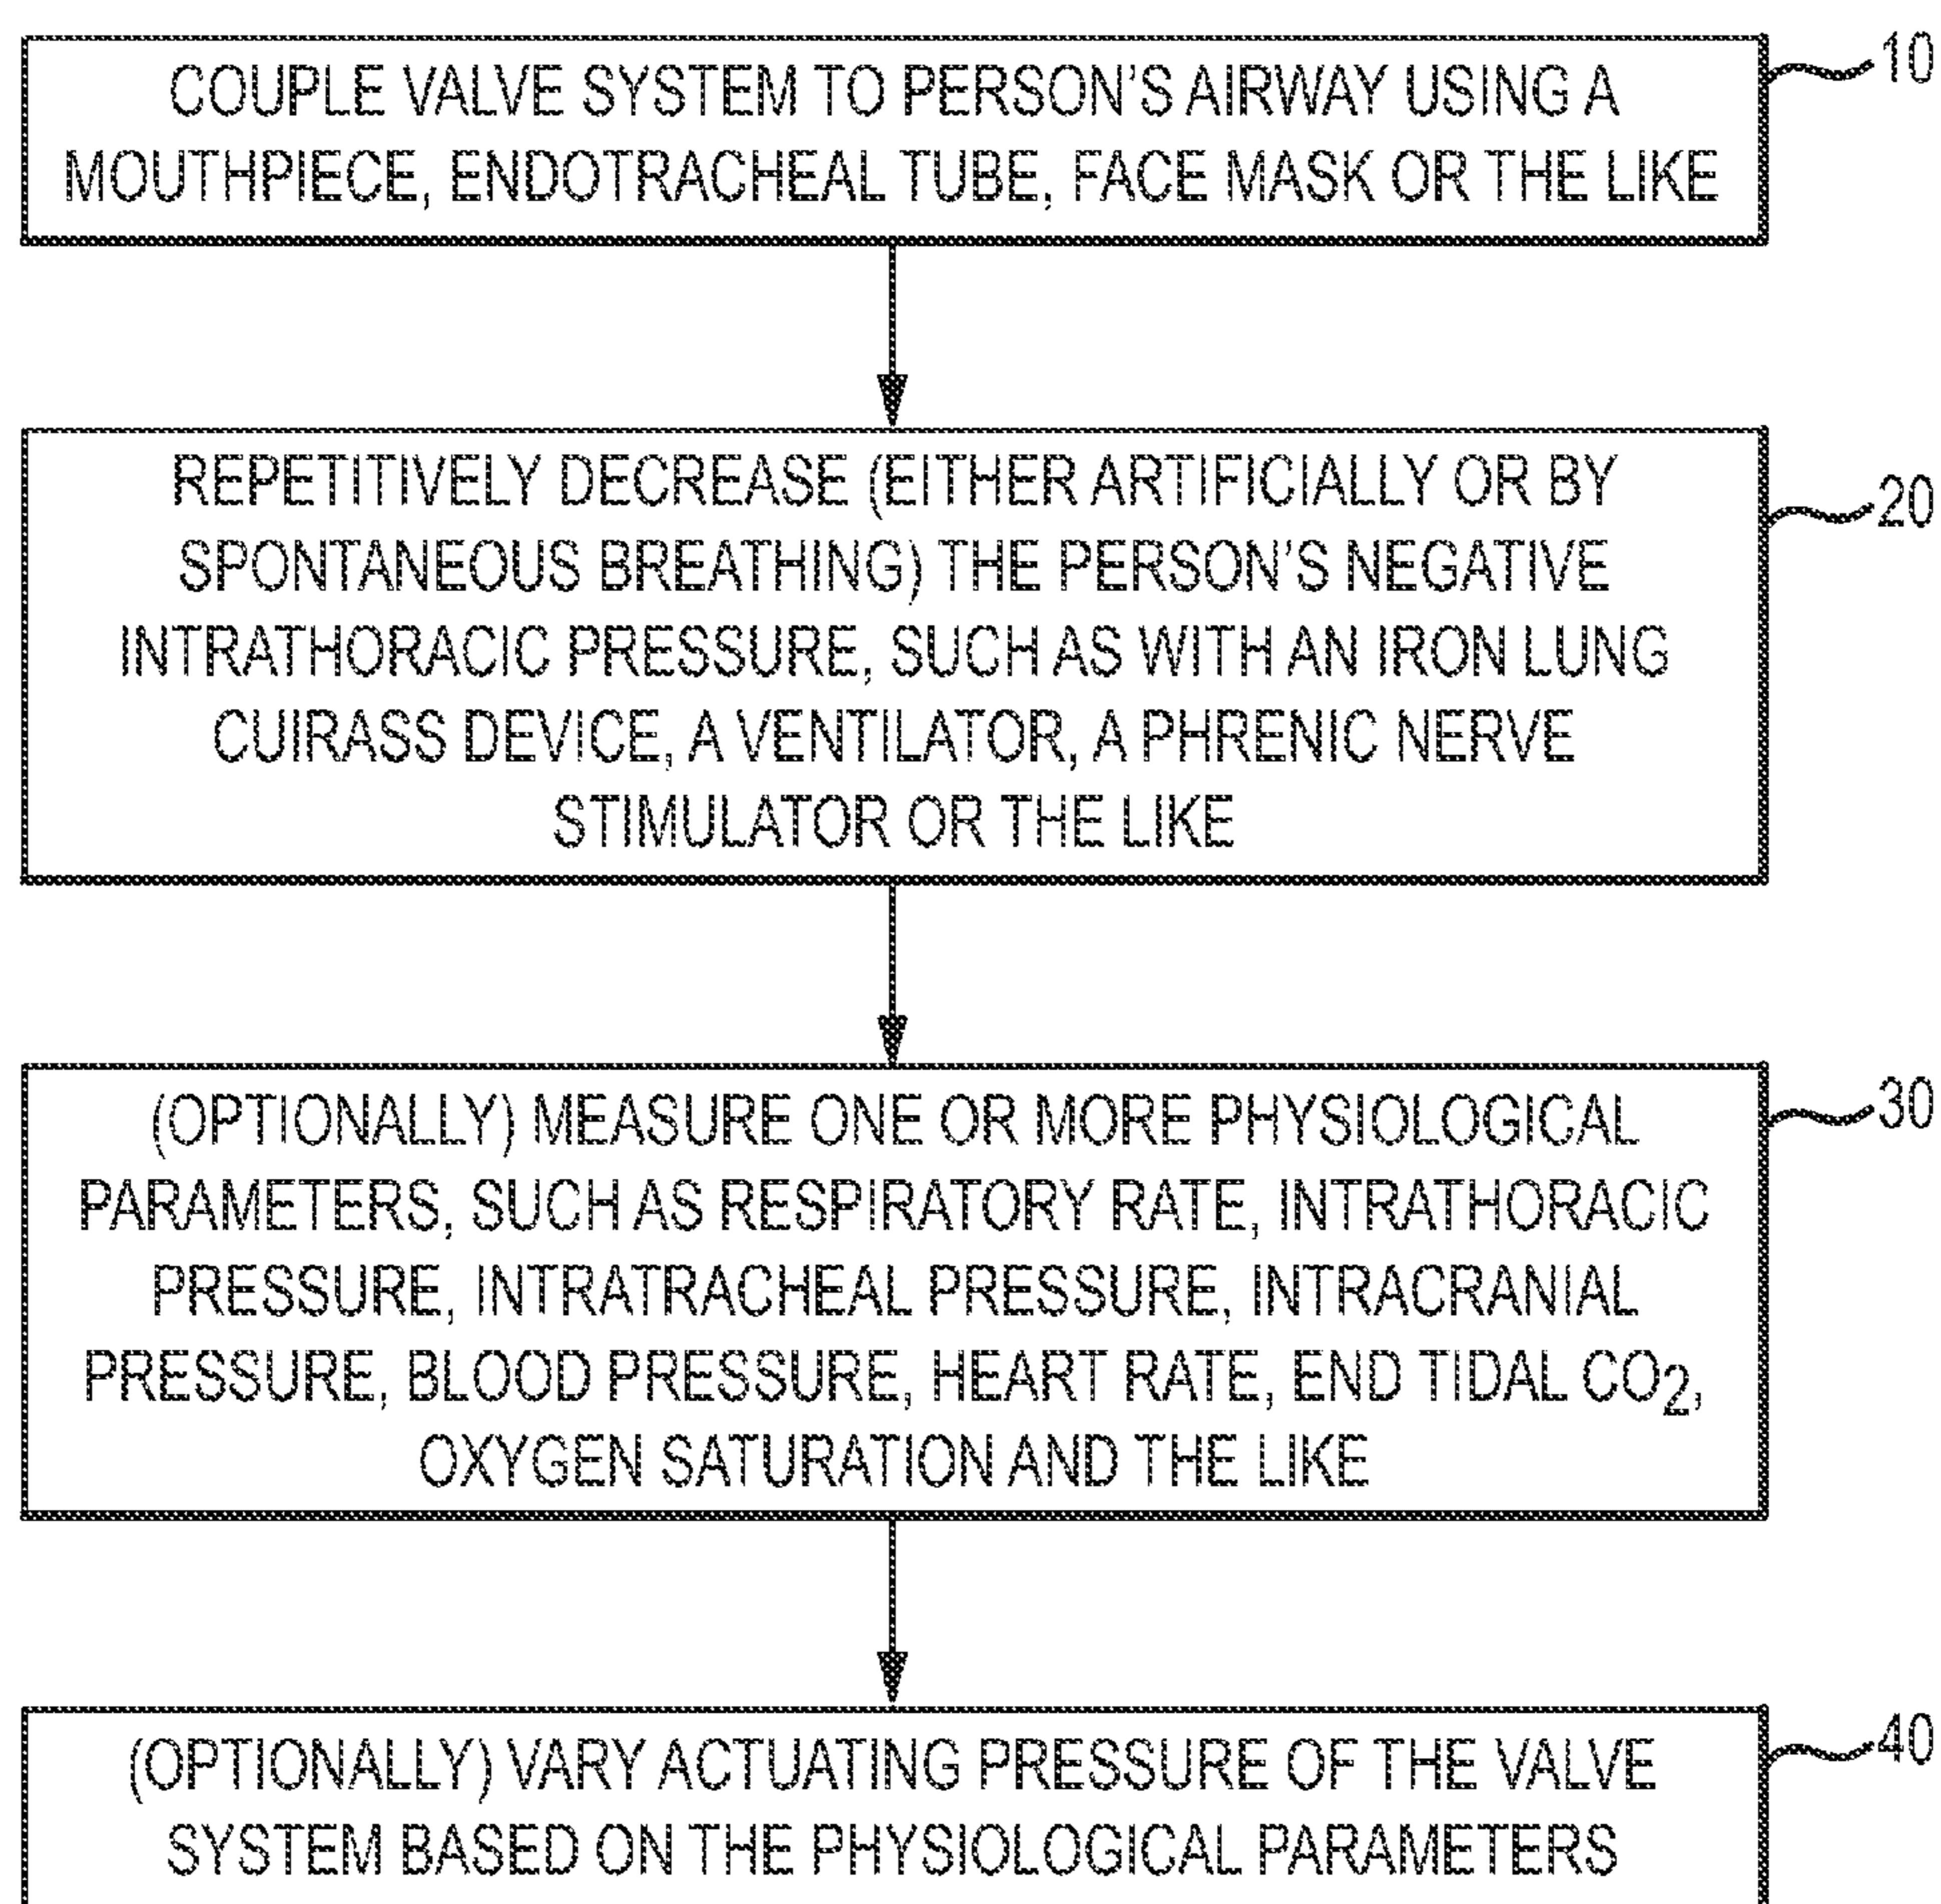 COUPLE VALVE SYSTEM TO PERSON'S AIRWAY USING A
MOUTHPIECE, ENDOTRACHEAL TUBE, FACE MASK OR THE LIKE
10
REPETITIVELY DECREASE (EITHER ARTIFICIALLY OR BY
SPONTANEOUS BREATHING) THE PERSON'S NEGATIVE
INTRATHORACIC PRESSURE, SUCH AS WITH AN IRON LUNG
CUIRASS DEVICE, A VENTILATOR, A PHRENIC NERVE
STIMULATOR OR THE LIKE
20
(OPTIONALLY) MEASURE ONE OR MORE PHYSIOLOGICAL
PARAMETERS, SUCH AS RESPIRATORY RATE, INTRATHORACIC
PRESSURE, INTRATRACHEAL PRESSURE, INTRACRANIAL
PRESSURE, BLOOD PRESSURE, HEART RATE, END TIDAL CO₂,
OXYGEN SATURATION AND THE LIKE
30
(OPTIONALLY) VARY ACTUATING PRESSURE OF THE VALVE
SYSTEM BASED ON THE PHYSIOLOGICAL PARAMETERS
40